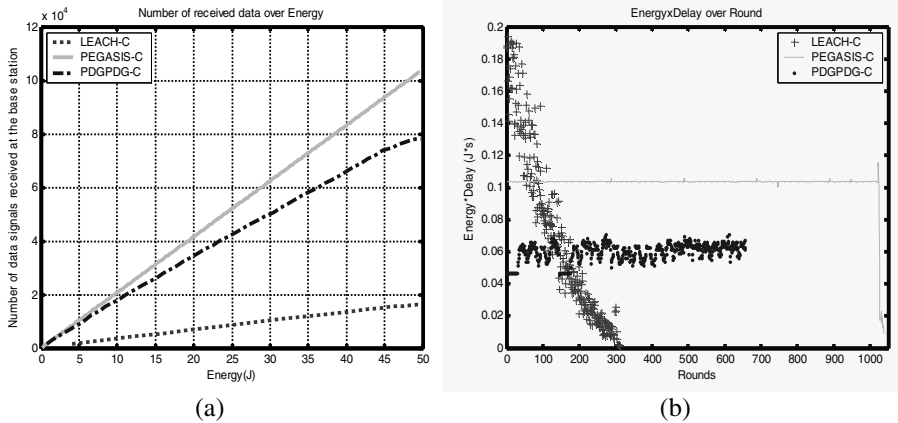 x 10⁴
Number of received data over Energy
12
10
8
6
4
2
0
Number of data signals received at the base station
LEACH-C
PEGASIS-C
PDGPDG-C
0 5 10 15 20 25 30 35 40 45 50
Energy(J)
(a)
EnergyxDelay over Round
0.2
0.18
0.16
0.14
0.12
0.1
0.08
0.06
0.04
0.02
0
Energy*Delay (J*s)
LEACH-C
PEGASIS-C
PDGPDG-C
0 100 200 300 400 500 600 700 800 900 1000
Rounds
(b)